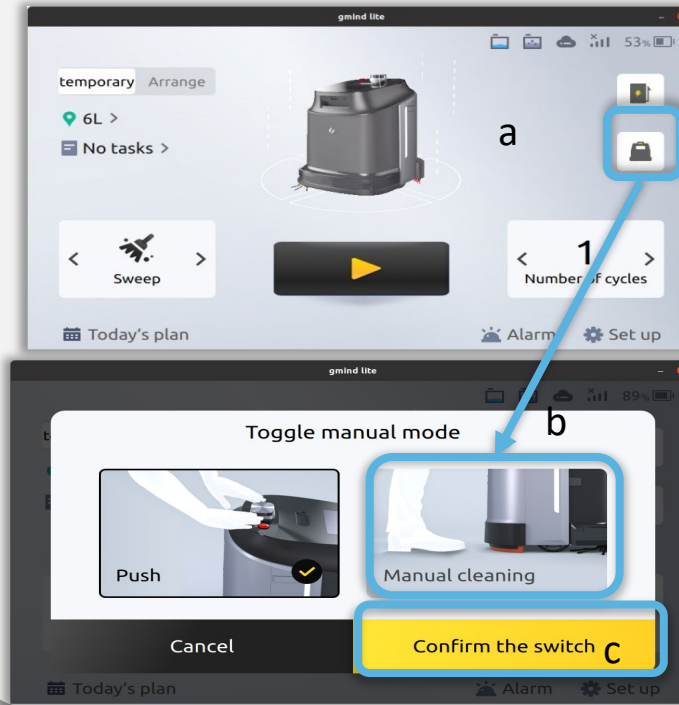 gmind lite
53%
temporary Arrange
6L >
No tasks >
a
< Sweep >
< 1 >
Number of cycles
Today's plan
Alarm
Set up
gmind lite
89%
b
Toggle manual mode
Push
Manual cleaning
Cancel
Confirm the switch
c
Today's plan
Alarm
Set up